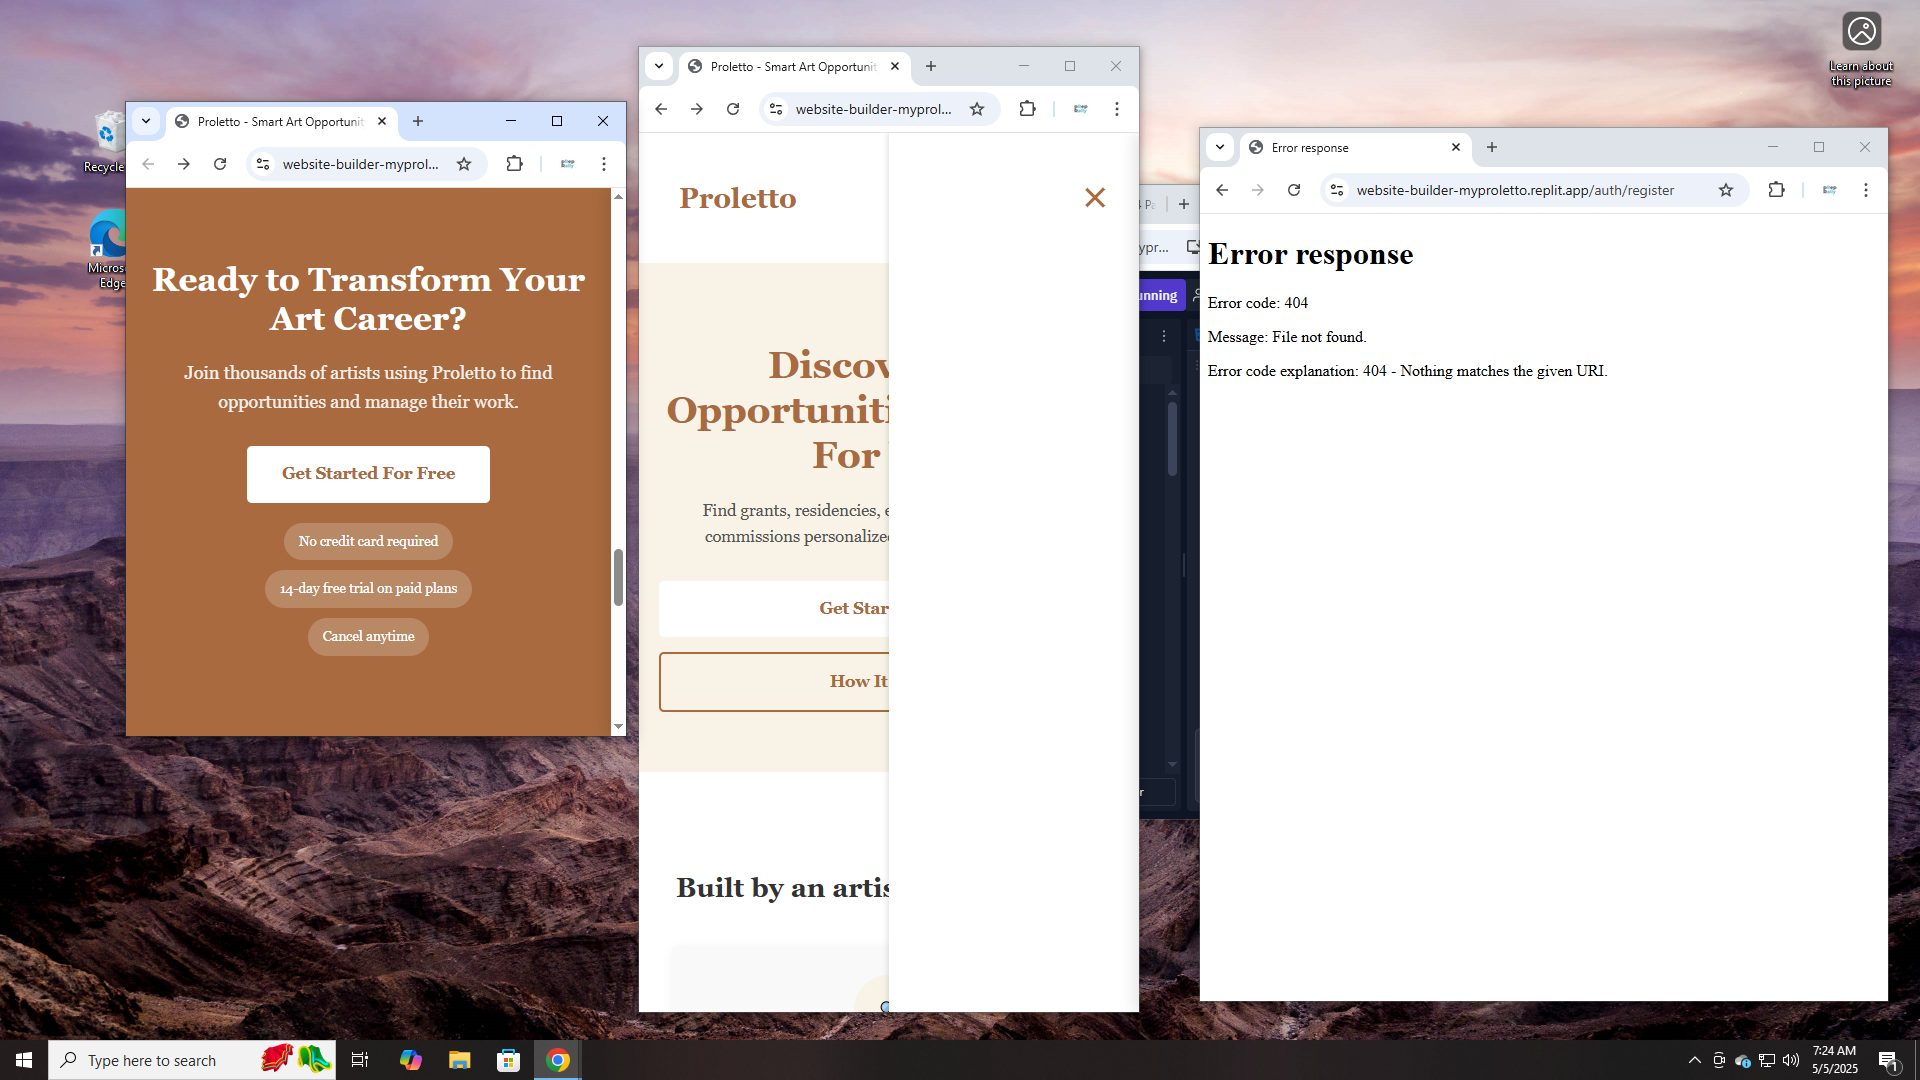 Learn about
this picture
Recycle
Micros
Edge
Proletto - Smart Art Opportunit
website-builder-myprol...
Ready to Transform Your
Art Career?
Join thousands of artists using Proletto to find
opportunities and manage their work.
Get Started For Free
No credit card required
14-day free trial on paid plans
Cancel anytime
Proletto - Smart Art Opportunit
website-builder-myprol...
Proletto
Discov
Opportuniti
For
Find grants, residencies, e
commissions personalized
Get Star
How It
Built by an artis
ypr...
unning
r
Error response
website-builder-myproletto.replit.app/auth/register
Error response
Error code: 404
Message: File not found.
Error code explanation: 404 - Nothing matches the given URI.
Type here to search
7:24 AM
5/5/2025
1